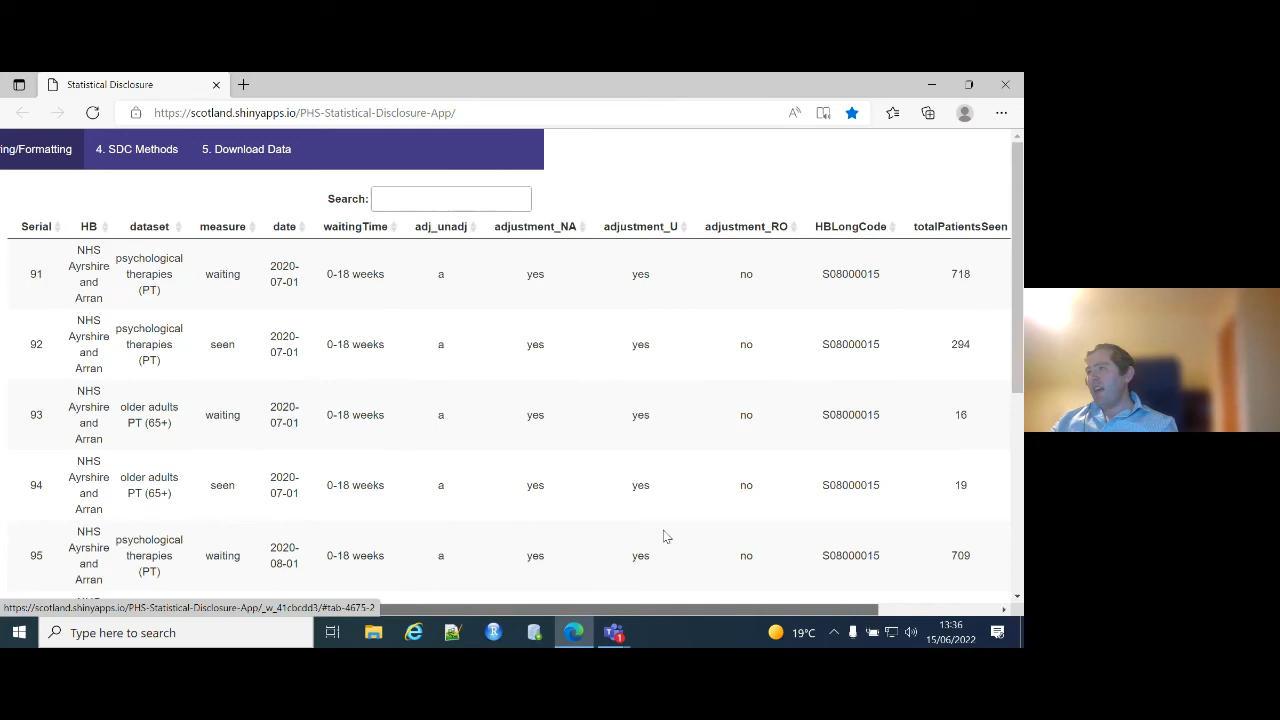 Statistical Disclosure
https://scotland.shinyapps.io/PHS-Statistical-Disclosure-App/
ing/Formatting 4. SDC Methods 5. Download Data
Search:
Serial HB dataset measure date waitingTime adj_unadj adjustment_NA adjustment_U adjustment_RO HBLongCode totalPatientsSeen
91 NHS Ayrshire and Arran psychological therapies (PT) waiting 2020-07-01 0-18 weeks a yes yes no S08000015 718
92 NHS Ayrshire and Arran psychological therapies (PT) seen 2020-07-01 0-18 weeks a yes yes no S08000015 294
93 NHS Ayrshire and Arran older adults PT (65+) waiting 2020-07-01 0-18 weeks a yes yes no S08000015 16
94 NHS Ayrshire and Arran older adults PT (65+) seen 2020-07-01 0-18 weeks a yes yes no S08000015 19
95 NHS Ayrshire and Arran psychological therapies (PT) waiting 2020-08-01 0-18 weeks a yes yes no S08000015 709
https://scotland.shinyapps.io/PHS-Statistical-Disclosure-App/_w_41cbcdd3/#tab-4675-2
Type here to search
1
19°C
13:36
15/06/2022